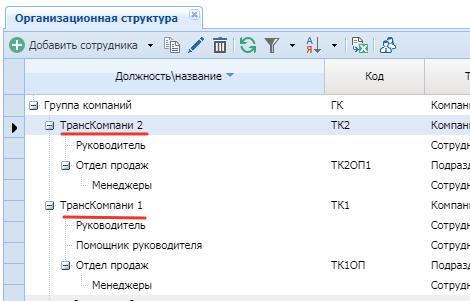 Организационная структура
Добавить сотрудника
Должность\название Код
Группа компаний ГК Компан
ТрансКомпани 2 ТК2 Компан
Руководитель Сотрудн
Отдел продаж ТК2ОП1 Подразд
Менеджеры Сотрудн
ТрансКомпани 1 ТК1 Компан
Руководитель Сотрудн
Помощник руководителя Сотрудн
Отдел продаж ТК1ОП Подразд
Менеджеры Сотрудн